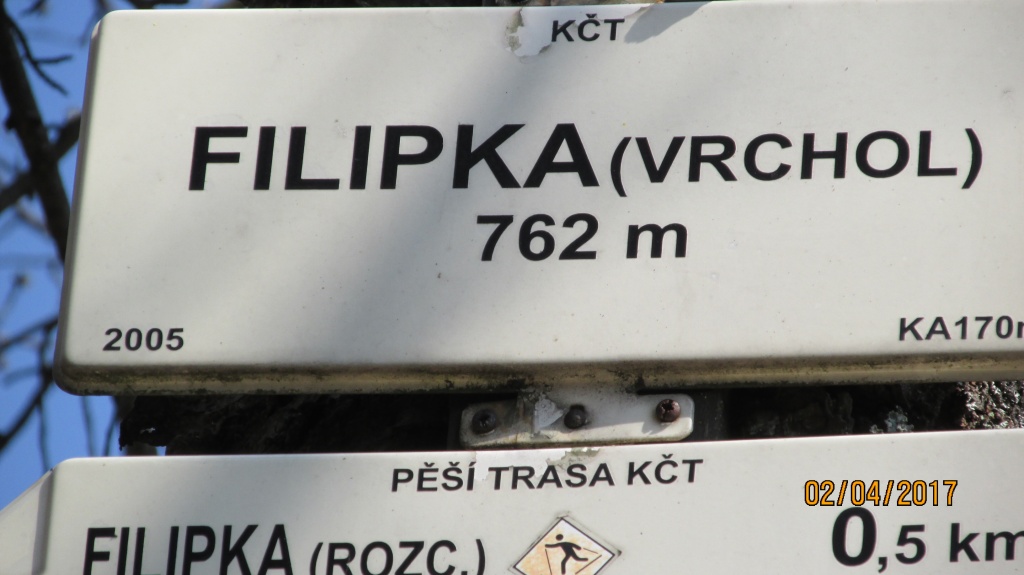 KČT
FILIPKA (VRCHOL)
762 m
2005
KA170
PĚŠÍ TRASA KČT
02/04/2017
FILIPKA (ROZC.)
0,5 km